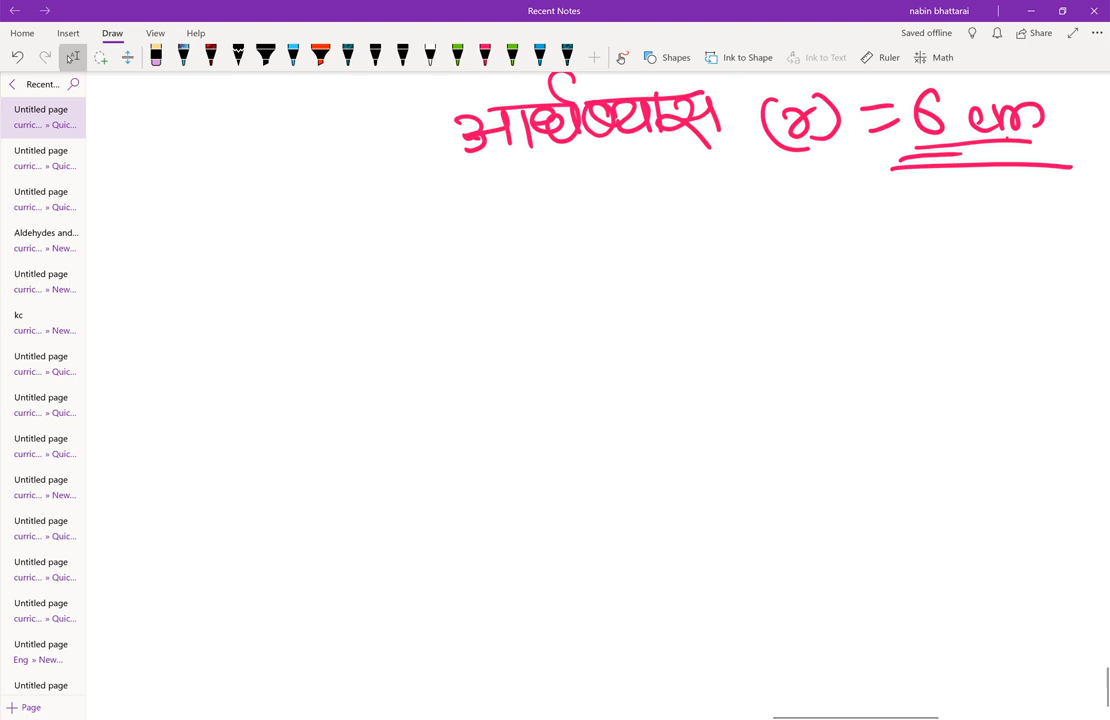 Recent Notes
nabin bhattarai
Home Insert Draw View Help
Saved offline Share
Shapes Ink to Shape Ink to Text Ruler Math
Recent...
Untitled page
curric... » Quic...
Untitled page
curric... » Quic...
Untitled page
curric... » Quic...
Aldehydes and...
curric... » New...
Untitled page
curric... » New...
kc
curric... » New...
Untitled page
curric... » Quic...
Untitled page
curric... » Quic...
Untitled page
curric... » Quic...
Untitled page
curric... » New...
Untitled page
curric... » Quic...
Untitled page
curric... » Quic...
Untitled page
curric... » Quic...
Untitled page
Eng » New...
Untitled page
Page
(r) = 6 cm